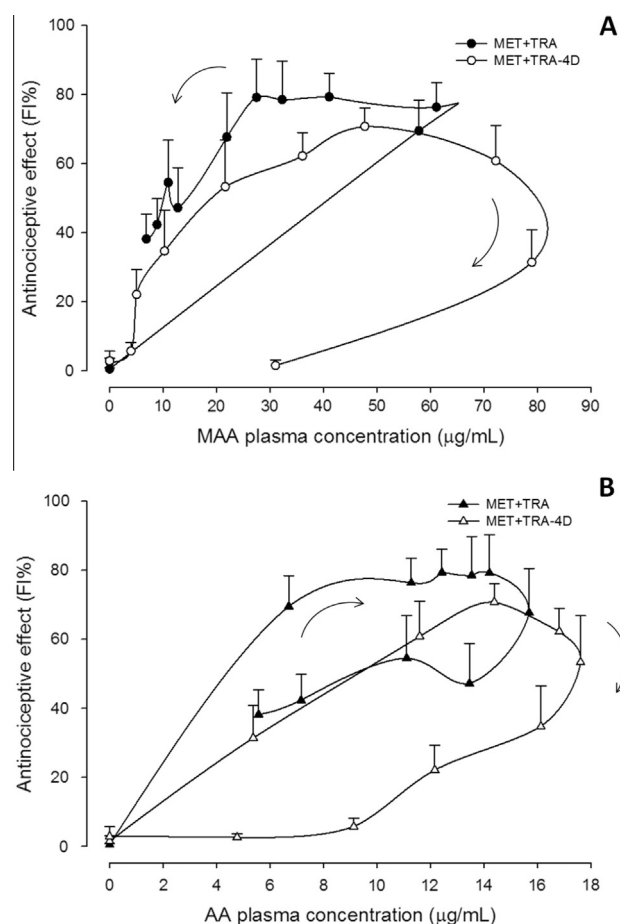 A
MET+TRA
MET+TRA-4D
100
80
60
40
20
0
Antinociceptive effect (FI%)
0 10 20 30 40 50 60 70 80 90
MAA plasma concentration (μg/mL)
B
MET+TRA
MET+TRA-4D
100
80
60
40
20
0
Antinociceptive effect (FI%)
0 2 4 6 8 10 12 14 16 18
AA plasma concentration (μg/mL)